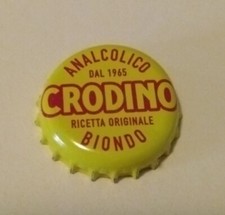 ANALCOLICO
DAL 1965
CRODINO
RICETTA ORIGINALE
BIONDO